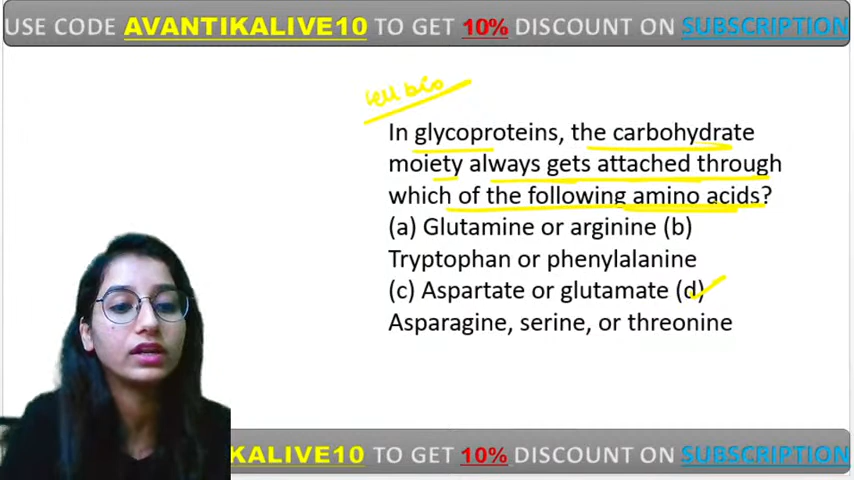 USE CODE AVANTIKALIVE10 TO GET 10% DISCOUNT ON SUBSCRIPTION
cell bio
In glycoproteins, the carbohydrate
moiety always gets attached through
which of the following amino acids?
(a) Glutamine or arginine (b)
Tryptophan or phenylalanine
(c) Aspartate or glutamate (d)
Asparagine, serine, or threonine
KALIVE10 TO GET 10% DISCOUNT ON SUBSCRIPTION